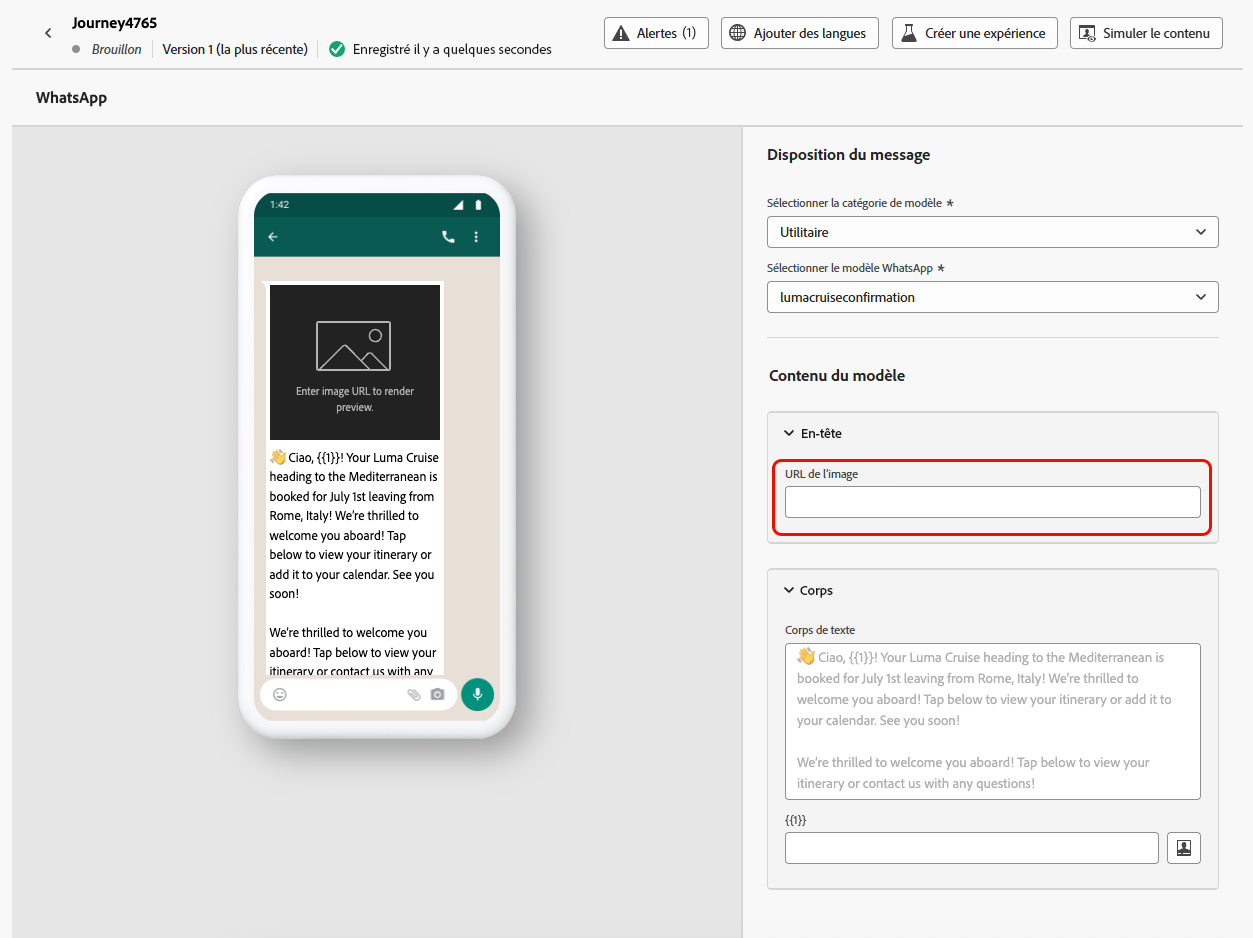 Journey4765
Brouillon
Version 1 (la plus récente)
Enregistré il y a quelques secondes
Alertes (1)
Ajouter des langues
Créer une expérience
Simuler le contenu
WhatsApp
1:42
Enter image URL to render
preview.
👋 Ciao, {{1}}! Your Luma Cruise
heading to the Mediterranean is
booked for July 1st leaving from
Rome, Italy! We're thrilled to
welcome you aboard! Tap
below to view your itinerary or
add it to your calendar. See you
soon!
We're thrilled to welcome you
aboard! Tap below to view your
itinerary or contact us with any
Disposition du message
Sélectionner la catégorie de modèle *
Utilitaire
Sélectionner le modèle WhatsApp *
lumacruiseconfirmation
Contenu du modèle
En-tête
URL de l'image
Corps
Corps de texte
👋 Ciao, {{1}}! Your Luma Cruise heading to the Mediterranean is
booked for July 1st leaving from Rome, Italy! We're thrilled to
welcome you aboard! Tap below to view your itinerary or add it to
your calendar. See you soon!
We're thrilled to welcome you aboard! Tap below to view your
itinerary or contact us with any questions!
{{1}}